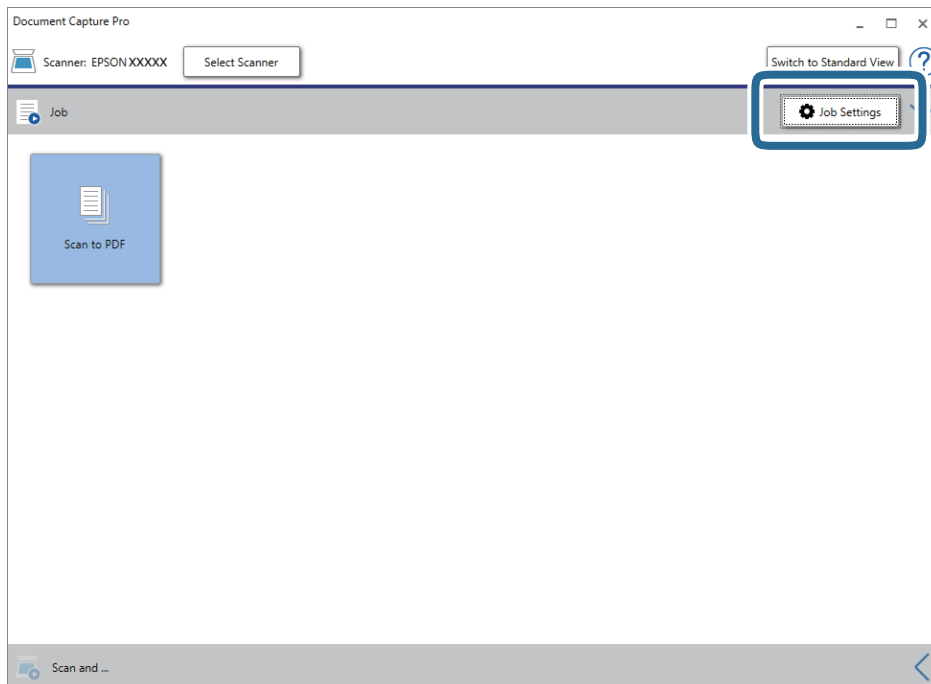 Document Capture Pro
Scanner: EPSON XXXXX
Select Scanner
Switch to Standard View
?
Job
Job Settings
Scan to PDF
Scan and ...